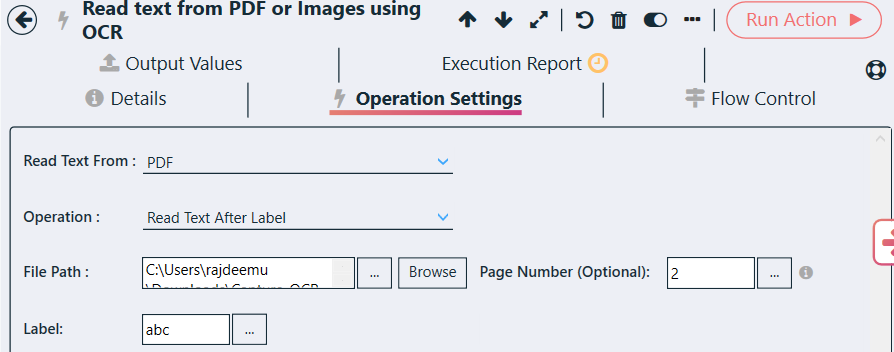 Read text from PDF or Images using
OCR
Run Action
Output Values
Execution Report
Details
Operation Settings
Flow Control
Read Text From : PDF
Operation : Read Text After Label
File Path : C:\Users\rajdeemu ... Browse Page Number (Optional): 2 ...
\Downloads\Capture-OCR
Label: abc ...